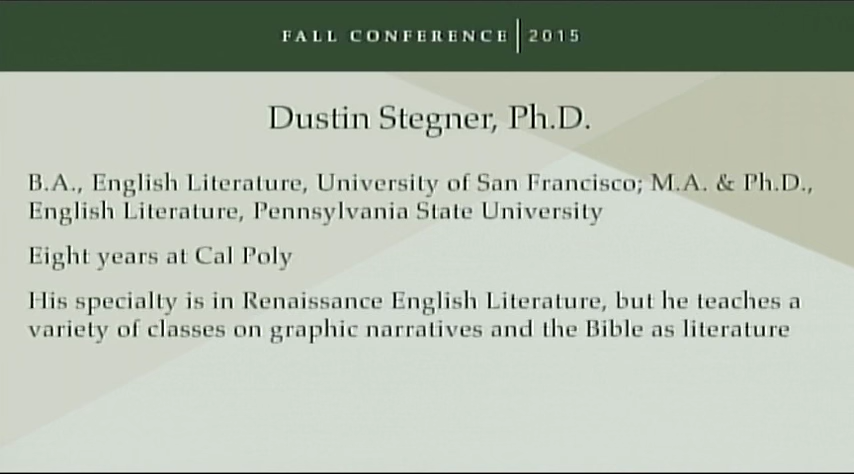 FALL CONFERENCE | 2015
Dustin Stegner, Ph.D.
B.A., English Literature, University of San Francisco; M.A. & Ph.D.,
English Literature, Pennsylvania State University
Eight years at Cal Poly
His specialty is in Renaissance English Literature, but he teaches a
variety of classes on graphic narratives and the Bible as literature